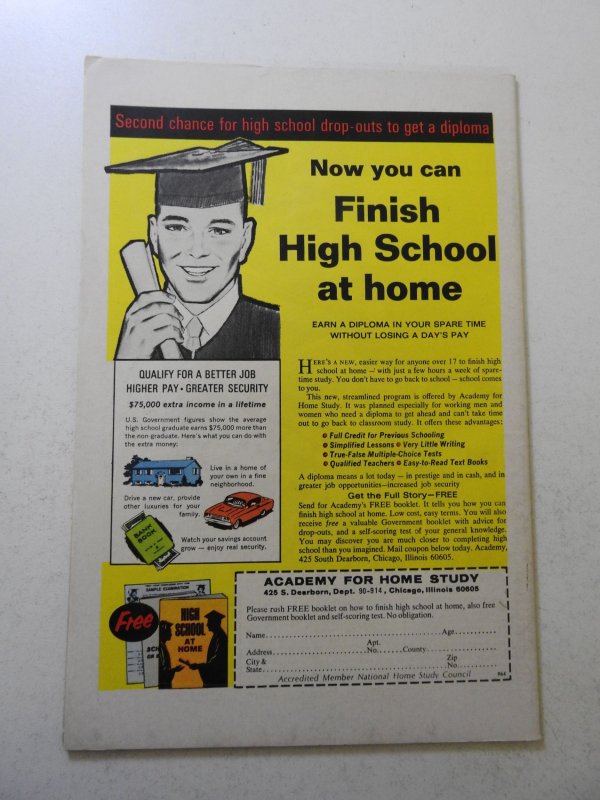 Second chance for high school drop-outs to get a diploma
Now you can
Finish
High School
at home
EARN A DIPLOMA IN YOUR SPARE TIME
WITHOUT LOSING A DAY'S PAY
QUALIFY FOR A BETTER JOB
HIGHER PAY • GREATER SECURITY
$75,000 extra income in a lifetime
U.S. Government figures show the average
high school graduate earns $75,000 more than
the non-graduate. Here's what you can do with
the extra money:
Live in a home of
your own in a fine
neighborhood.
Drive a new car, provide
other luxuries for your
family.
BANK
BOOK
Watch your savings account
grow — enjoy real security.
HERE'S A NEW, easier way for anyone over 17 to finish high
school at home — with just a few hours a week of spare-
time study. You don't have to go back to school — school comes
to you.
This new, streamlined program is offered by Academy for
Home Study. It was planned especially for working men and
women who need a diploma to get ahead and can't take time
out to go back to classroom study. It offers these advantages:
• Full Credit for Previous Schooling
• Simplified Lessons • Very Little Writing
• True-False Multiple-Choice Tests
• Qualified Teachers • Easy-to-Read Text Books
A diploma means a lot today — in prestige and in cash, and in
greater job opportunities—increased job security
Get the Full Story—FREE
Send for Academy's FREE booklet. It tells you how you can
finish high school at home. Low cost, easy terms. You will also
receive free a valuable Government booklet with advice for
drop-outs, and a self-scoring test of your general knowledge.
You may discover you are much closer to completing high
school than you imagined. Mail coupon below today. Academy,
425 South Dearborn, Chicago, Illinois 60605.
SAMPLE EXAMINATION
Free
HIGH
SCHOOL
AT
HOME
ACADEMY FOR HOME STUDY
425 S. Dearborn, Dept. 90-914, Chicago, Illinois 60605
Please rush FREE booklet on how to finish high school at home, also free
Government booklet and self-scoring test. No obligation.
Name Age
Apt.
Address No. County
City & Zip
State No.
Accredited Member National Home Study Council